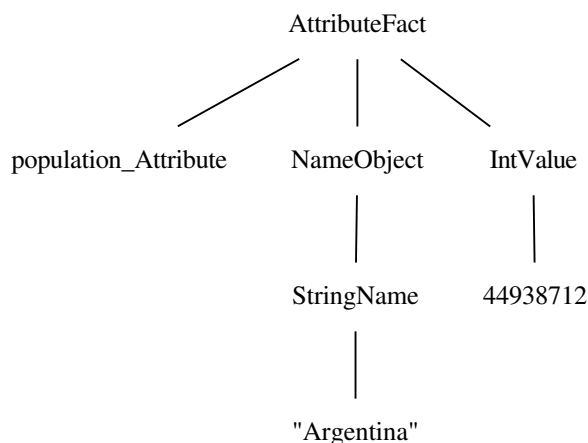 AttributeFact
population_Attribute NameObject IntValue
StringName 44938712
"Argentina"